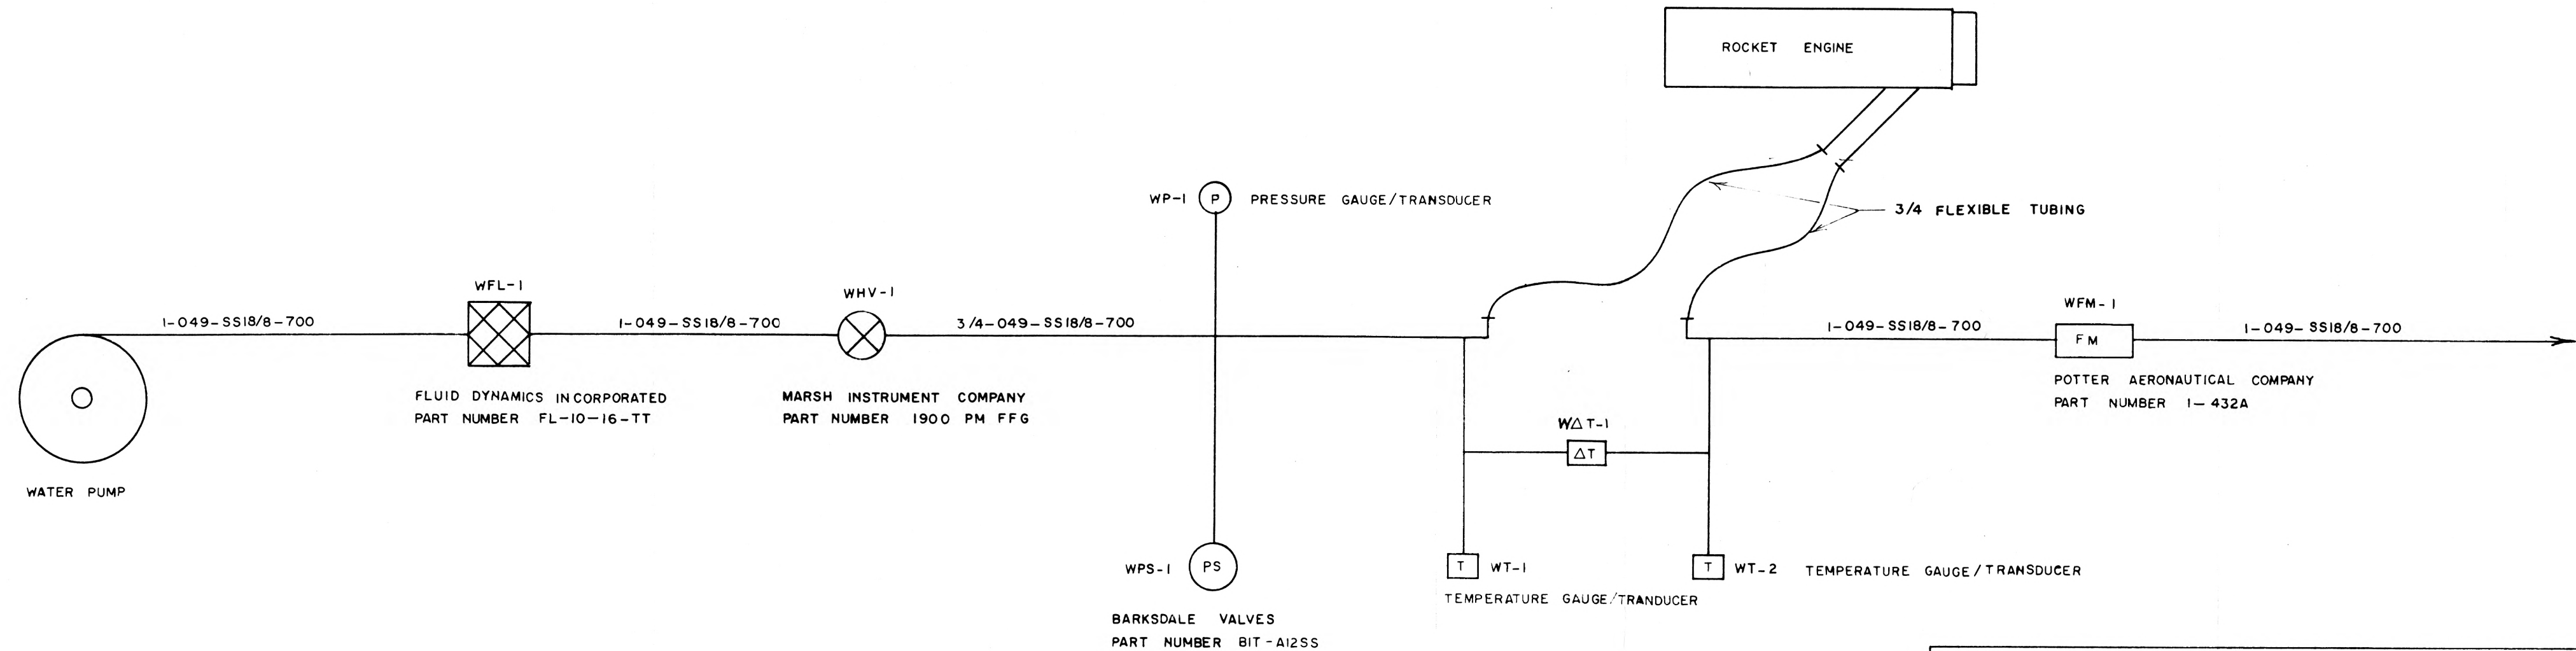 ROCKET ENGINE
WP-1 P PRESSURE GAUGE/TRANSDUCER
3/4 FLEXIBLE TUBING
WFL-1
WHV-1
WFM-1
1-049-SS18/8-700
1-049-SS18/8-700
3/4-049-SS18/8-700
1-049-SS18/8-700
1-049-SS18/8-700
FM
FLUID DYNAMICS INCORPORATED
PART NUMBER FL-10-16-TT
MARSH INSTRUMENT COMPANY
PART NUMBER 1900 PM FFG
POTTER AERONAUTICAL COMPANY
PART NUMBER 1-432A
W△T-1
△T
WATER PUMP
WPS-1 PS
T WT-1
TEMPERATURE GAUGE/TRANDUCER
T WT-2 TEMPERATURE GAUGE/TRANSDUCER
BARKSDALE VALVES
PART NUMBER BIT-A12SS